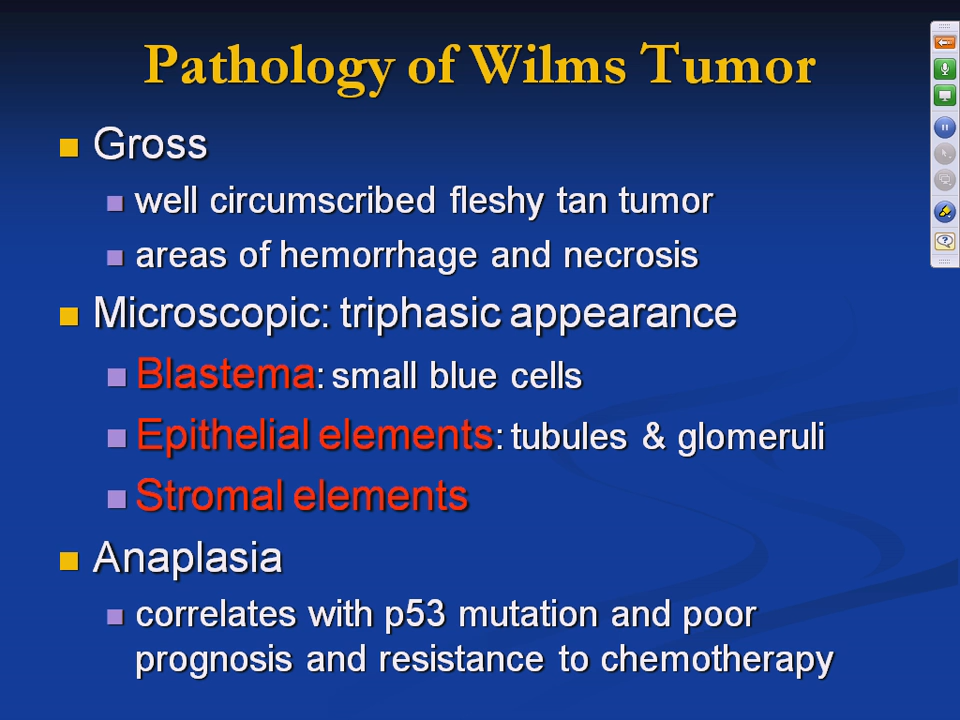 Pathology of Wilms Tumor
Gross
well circumscribed fleshy tan tumor
areas of hemorrhage and necrosis
Microscopic: triphasic appearance
Blastema: small blue cells
Epithelial elements: tubules & glomeruli
Stromal elements
Anaplasia
correlates with p53 mutation and poor
prognosis and resistance to chemotherapy